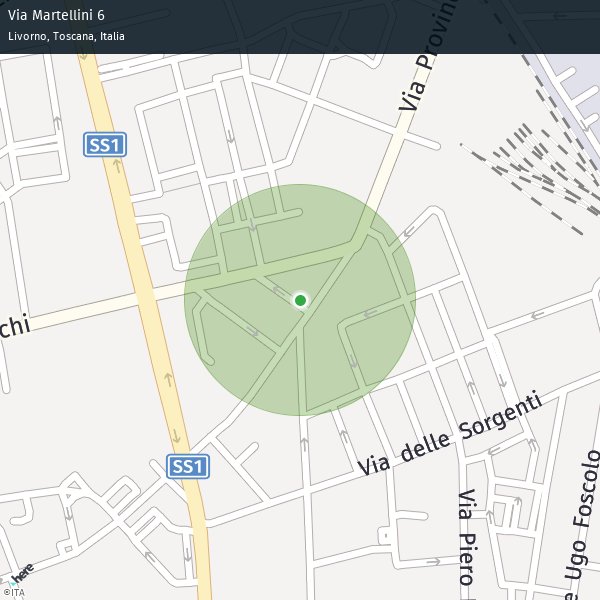 Via Martellini 6
Livorno, Toscana, Italia
Via Provin
SS1
chi
Via delle Sorgenti
SS1
Via Piero
e Ugo Foscolo
here
©ITA